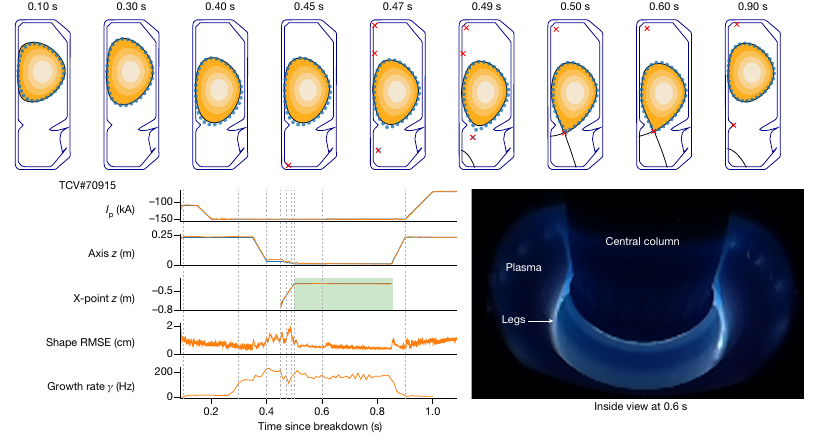 0.10 s 0.30 s 0.40 s 0.45 s 0.47 s 0.49 s 0.50 s 0.60 s 0.90 s
TCV#70915
Ip (kA)
−100
−150
Axis z (m)
0.25
0
X-point z (m)
−0.5
−0.8
Shape RMSE (cm)
2
0
Growth rate γ (Hz)
200
0
0.2 0.4 0.6 0.8 1.0
Time since breakdown (s)
Central column
Plasma
Legs
Inside view at 0.6 s